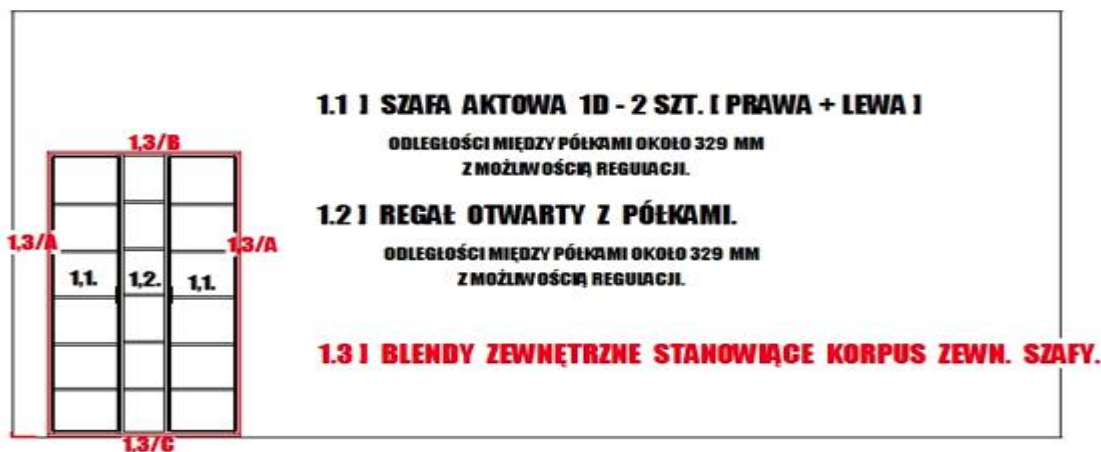 1.1 ] SZAFA AKTOWA 1D - 2 SZT. [ PRAWA + LEWA ]
ODLEGŁOŚCI MIĘDZY PÓŁKAMI OKOŁO 329 MM
Z MOŻLIWOŚCIĄ REGULACJI.
1.2 ] REGAŁ OTWARTY Z PÓŁKAMI.
ODLEGŁOŚCI MIĘDZY PÓŁKAMI OKOŁO 329 MM
Z MOŻLIWOŚCIĄ REGULACJI.
1.3 ] BLENDY ZEWNĘTRZNE STANOWIĄCE KORPUS ZEWN. SZAFY.
1,3/B
1,3/A
1,3/A
1,1.
1,2.
1,1.
1,3/C